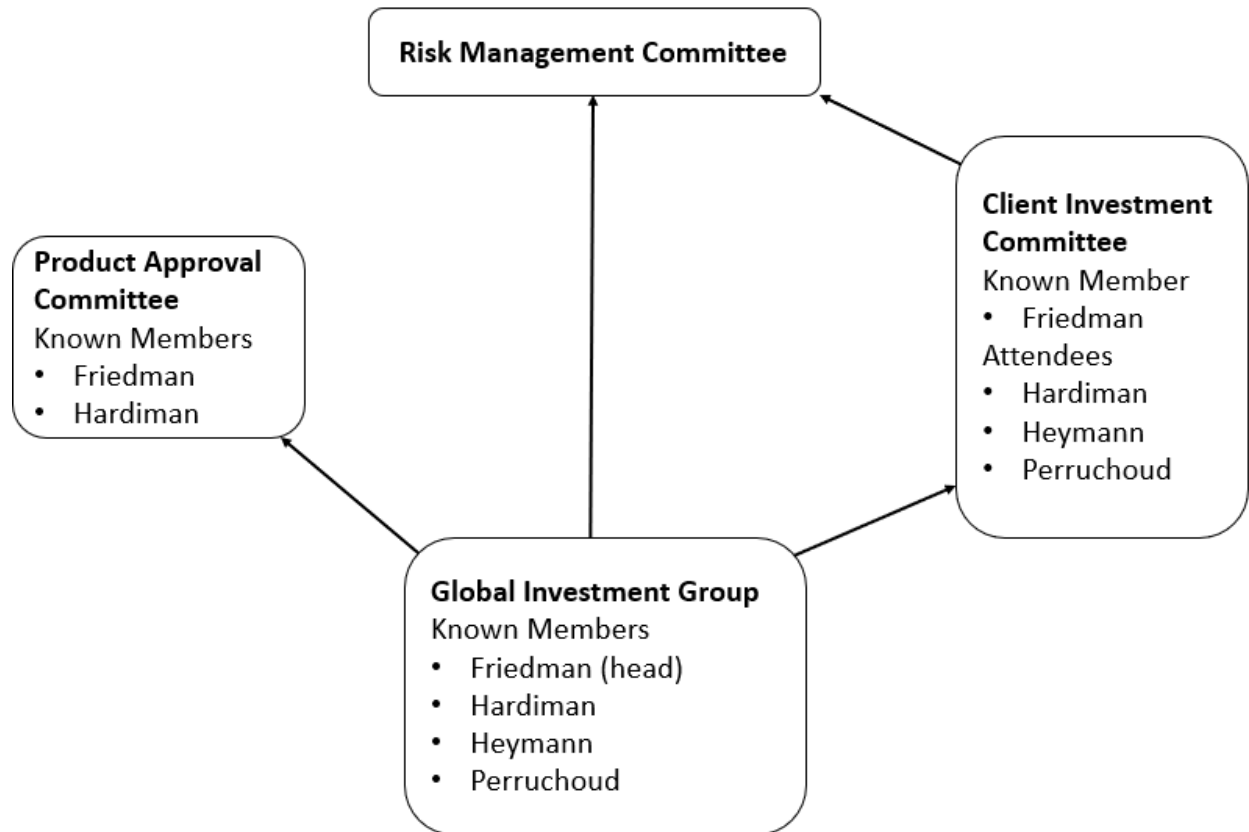 Risk Management Committee
Product Approval
Committee
Known Members
• Friedman
• Hardiman
Client Investment
Committee
Known Member
• Friedman
Attendees
• Hardiman
• Heymann
• Perruchoud
Global Investment Group
Known Members
• Friedman (head)
• Hardiman
• Heymann
• Perruchoud